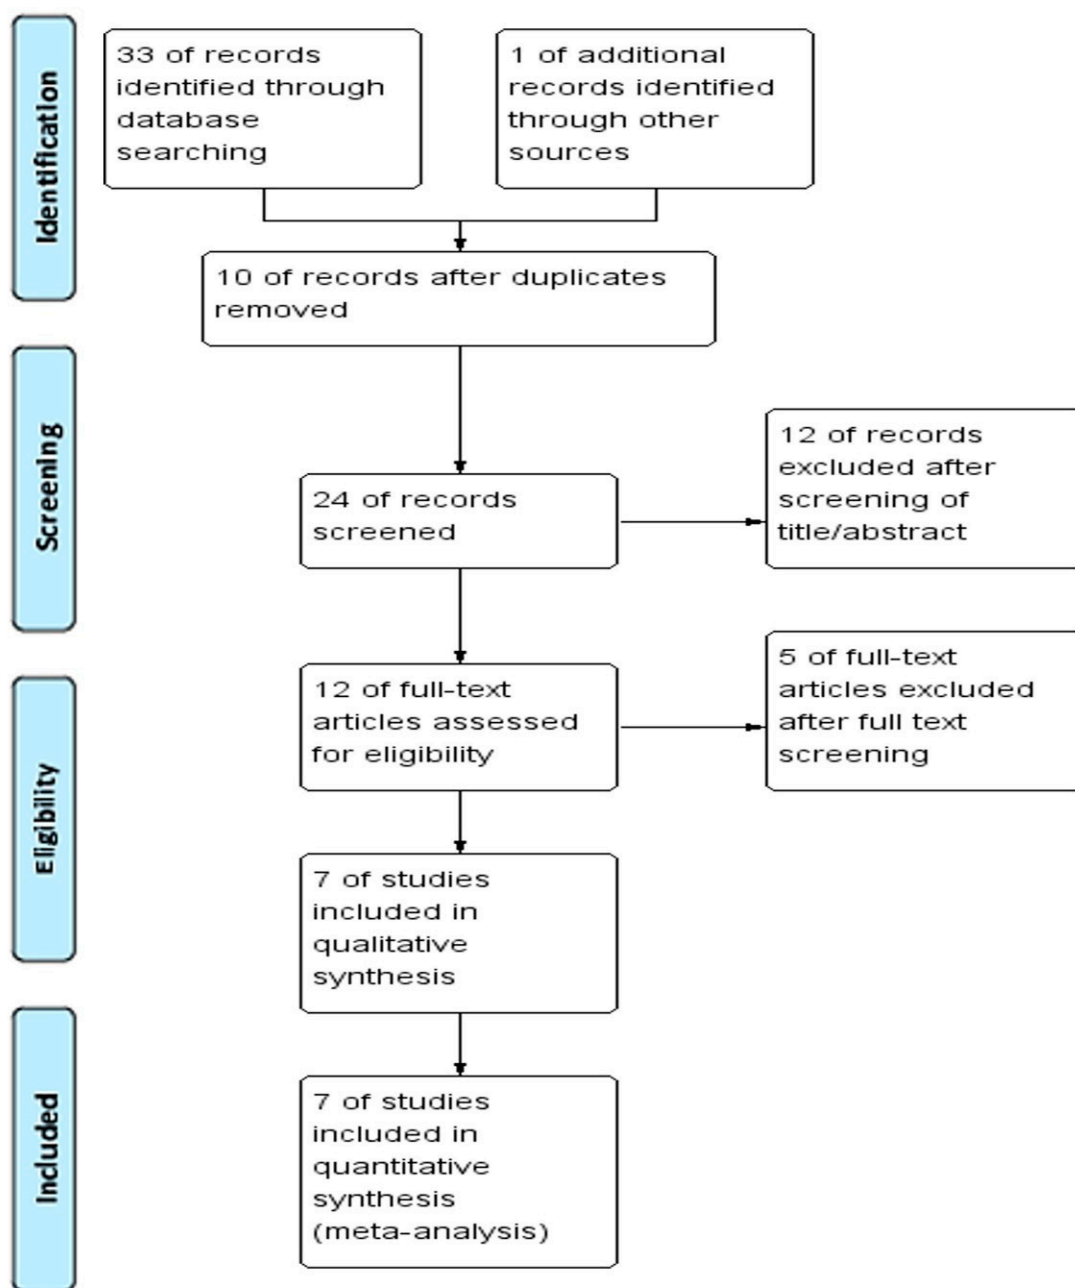 Identification
33 of records
identified through
database
searching
1 of additional
records identified
through other
sources
10 of records after duplicates
removed
Screening
24 of records
screened
12 of records
excluded after
screening of
title/abstract
Eligibility
12 of full-text
articles assessed
for eligibility
5 of full-text
articles excluded
after full text
screening
7 of studies
included in
qualitative
synthesis
Included
7 of studies
included in
quantitative
synthesis
(meta-analysis)